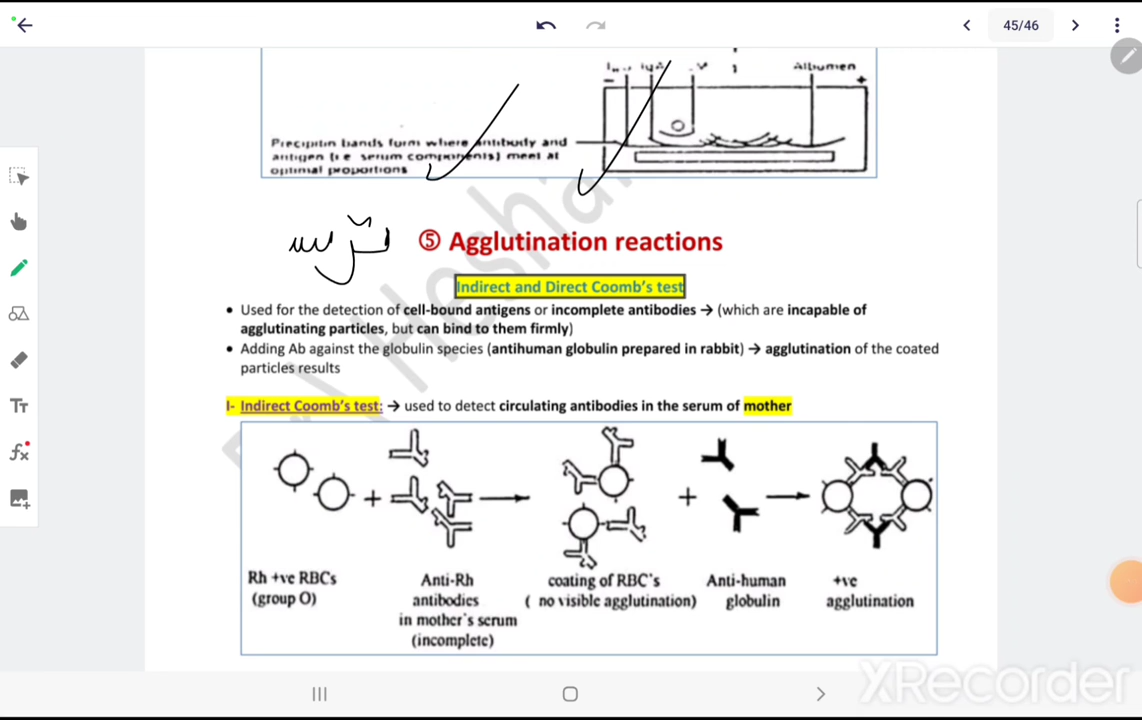 45/46
Albumen
Precipitin bands form where antibody and
antigen (i e serum components) meet at
optimal proportions
⑤ Agglutination reactions
Indirect and Direct Coomb's test
• Used for the detection of cell-bound antigens or incomplete antibodies → (which are incapable of
agglutinating particles, but can bind to them firmly)
• Adding Ab against the globulin species (antihuman globulin prepared in rabbit) → agglutination of the coated
particles results
I- Indirect Coomb's test: → used to detect circulating antibodies in the serum of mother
Rh +ve RBCs
(group O)
Anti-Rh
antibodies
in mother's serum
(incomplete)
coating of RBC's
( no visible agglutination)
Anti-human
globulin
+ve
agglutination
XRecorder